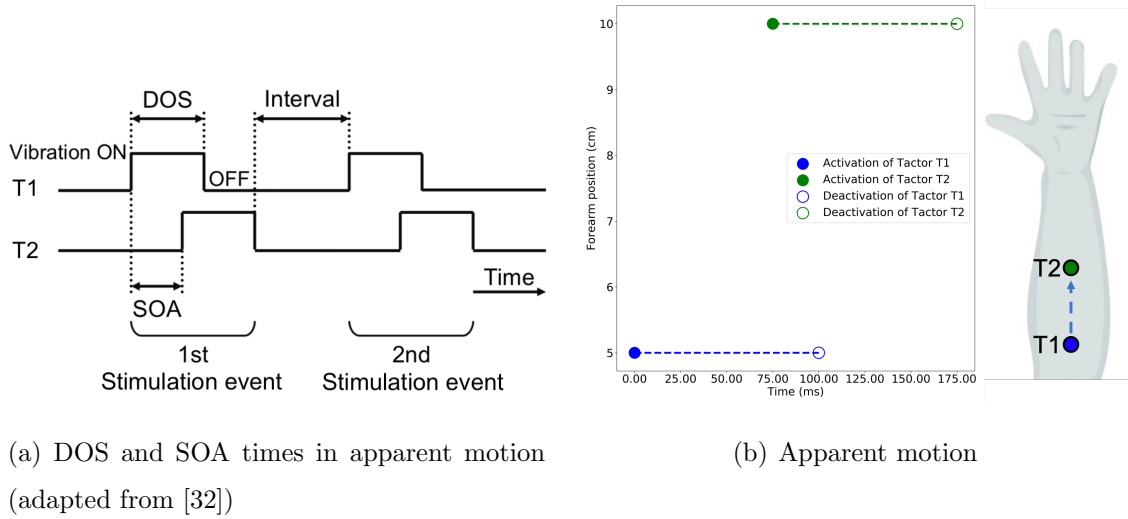 DOS
Interval
Vibration ON
OFF
T1
T2
Time
SOA
1st
Stimulation event
2nd
Stimulation event
Forearm position (cm)
10
9
8
7
6
5
Activation of Tactor T1
Activation of Tactor T2
Deactivation of Tactor T1
Deactivation of Tactor T2
0.00 25.00 50.00 75.00 100.00 125.00 150.00 175.00
Time (ms)
T2
T1
(a) DOS and SOA times in apparent motion
(adapted from [32])
(b) Apparent motion